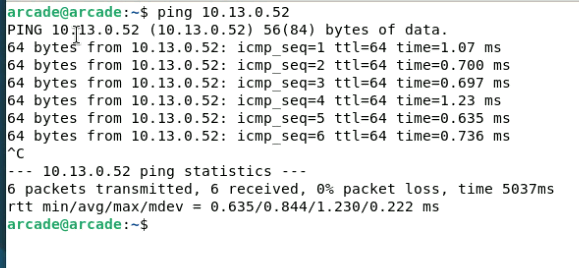 arcade@arcade:~$ ping 10.13.0.52
PING 10.13.0.52 (10.13.0.52) 56(84) bytes of data.
64 bytes from 10.13.0.52: icmp_seq=1 ttl=64 time=1.07 ms
64 bytes from 10.13.0.52: icmp_seq=2 ttl=64 time=0.700 ms
64 bytes from 10.13.0.52: icmp_seq=3 ttl=64 time=0.697 ms
64 bytes from 10.13.0.52: icmp_seq=4 ttl=64 time=1.23 ms
64 bytes from 10.13.0.52: icmp_seq=5 ttl=64 time=0.635 ms
64 bytes from 10.13.0.52: icmp_seq=6 ttl=64 time=0.736 ms
^C
--- 10.13.0.52 ping statistics ---
6 packets transmitted, 6 received, 0% packet loss, time 5037ms
rtt min/avg/max/mdev = 0.635/0.844/1.230/0.222 ms
arcade@arcade:~$